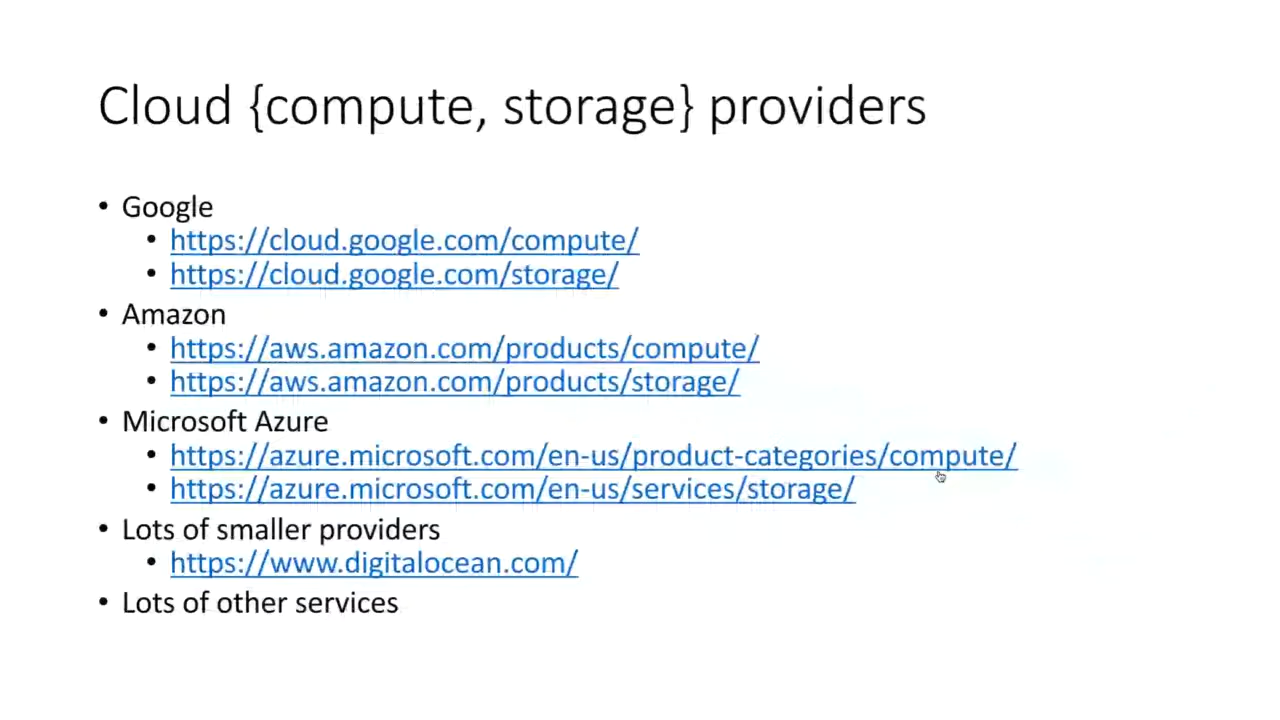 Cloud {compute, storage} providers
• Google
• https://cloud.google.com/compute/
• https://cloud.google.com/storage/
• Amazon
• https://aws.amazon.com/products/compute/
• https://aws.amazon.com/products/storage/
• Microsoft Azure
• https://azure.microsoft.com/en-us/product-categories/compute/
• https://azure.microsoft.com/en-us/services/storage/
• Lots of smaller providers
• https://www.digitalocean.com/
• Lots of other services